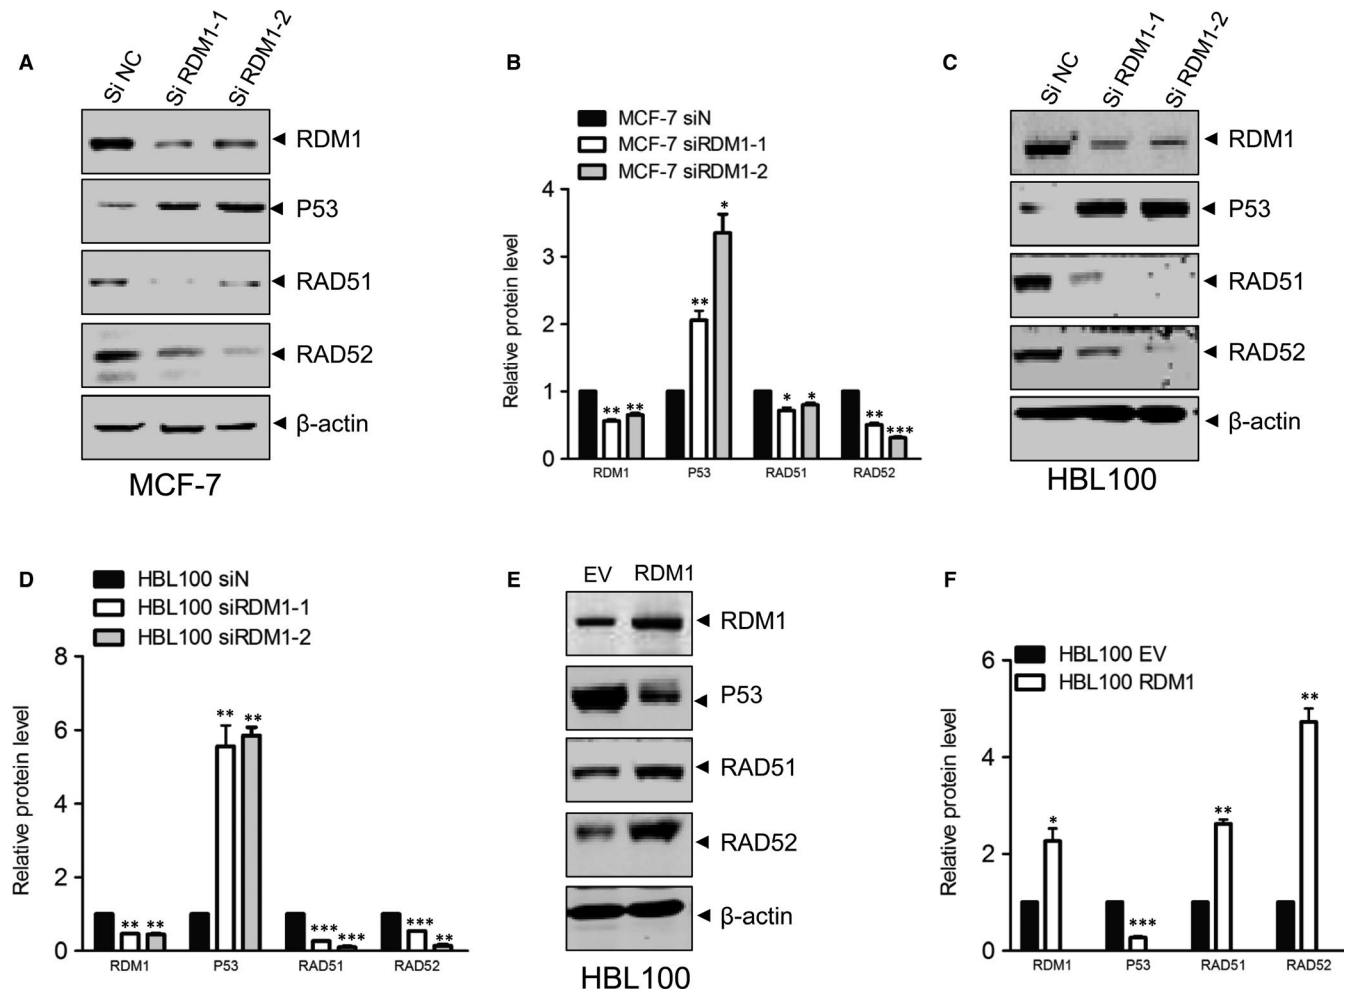 A
Si NC
Si RDM1-1
Si RDM1-2
RDM1
P53
RAD51
RAD52
β-actin
MCF-7
B
MCF-7 siN
MCF-7 siRDM1-1
MCF-7 siRDM1-2
Relative protein level
4
3
2
1
0
** **
** *
* *
** ***
RDM1 P53 RAD51 RAD52
C
Si NC
Si RDM1-1
Si RDM1-2
RDM1
P53
RAD51
RAD52
β-actin
HBL100
D
HBL100 siN
HBL100 siRDM1-1
HBL100 siRDM1-2
Relative protein level
8
6
4
2
0
** **
** **
*** ***
*** **
RDM1 P53 RAD51 RAD52
E
EV RDM1
RDM1
P53
RAD51
RAD52
β-actin
HBL100
F
HBL100 EV
HBL100 RDM1
Relative protein level
6
4
2
0
*
***
**
**
RDM1 P53 RAD51 RAD52